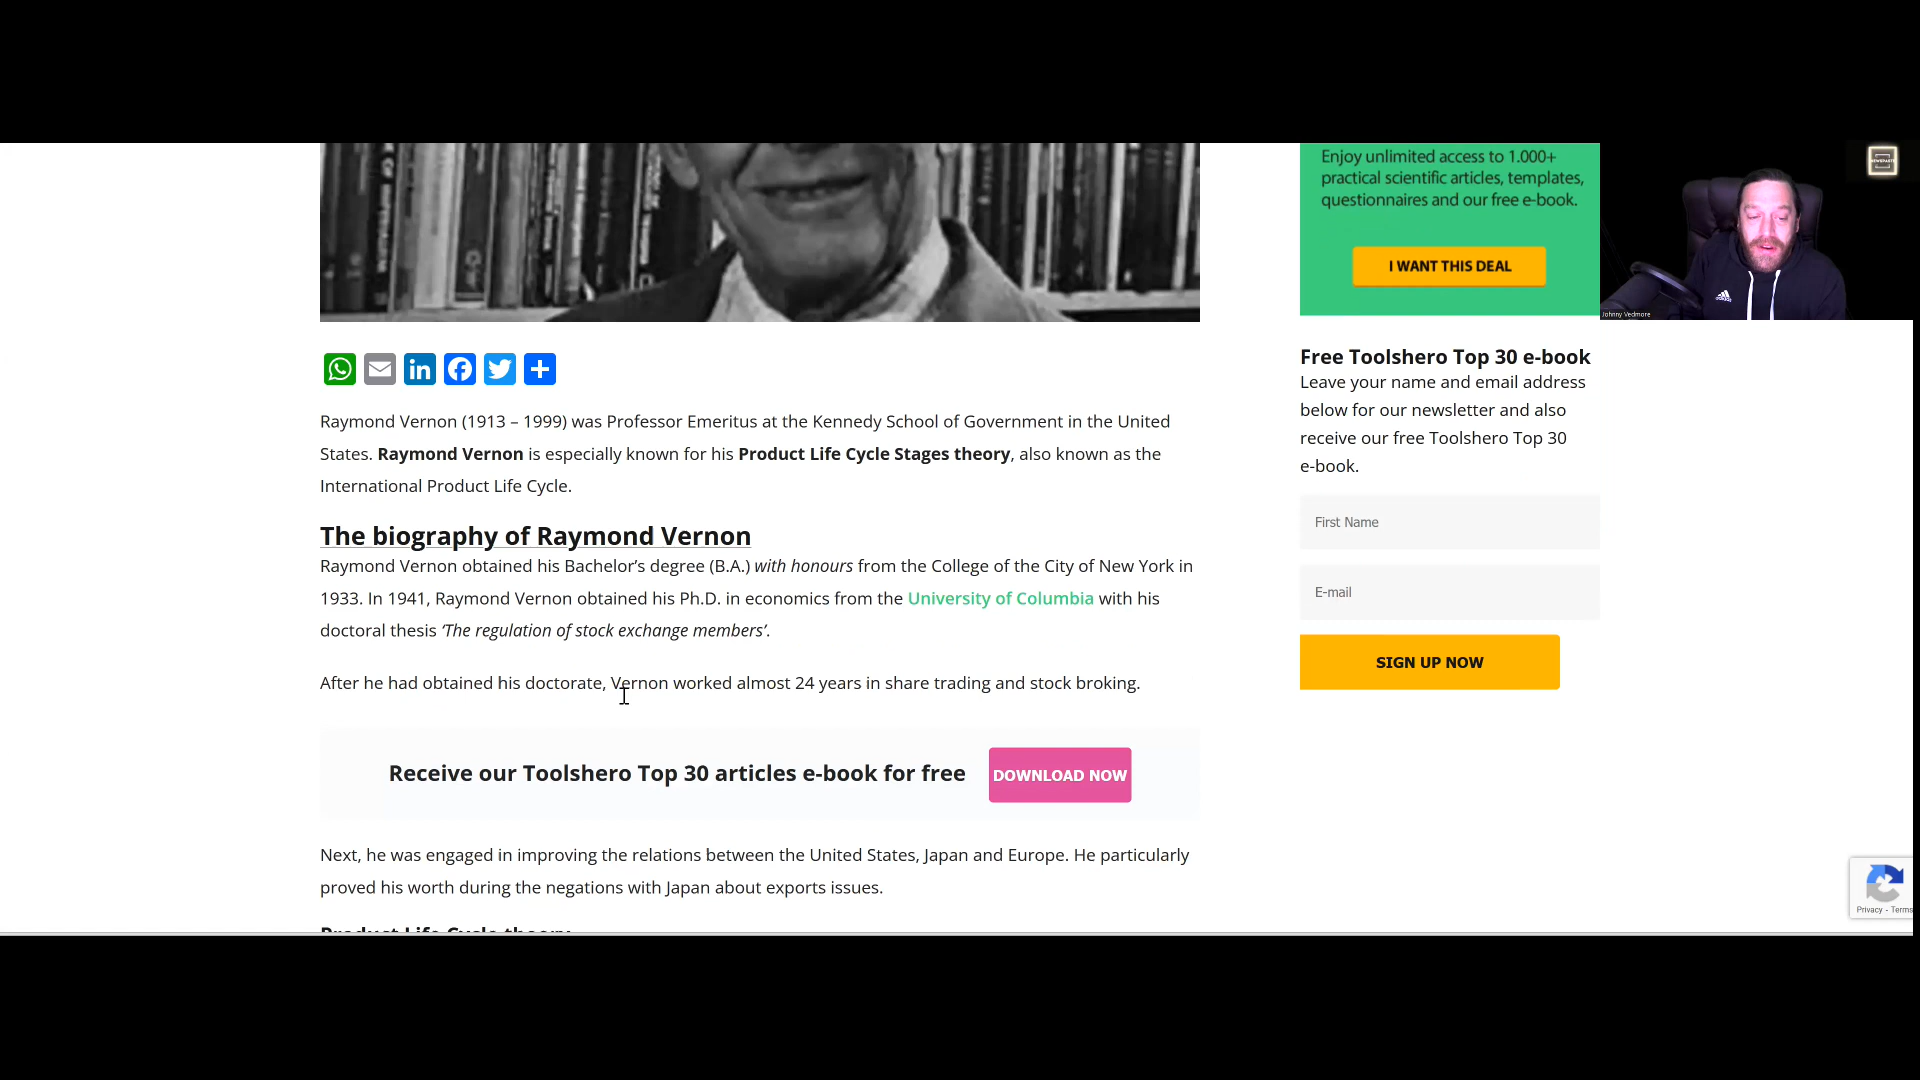 Enjoy unlimited access to 1.000+
practical scientific articles, templates,
questionnaires and our free e-book.
I WANT THIS DEAL
Johnny Vedmore
Raymond Vernon (1913 – 1999) was Professor Emeritus at the Kennedy School of Government in the United
States. Raymond Vernon is especially known for his Product Life Cycle Stages theory, also known as the
International Product Life Cycle.
The biography of Raymond Vernon
Raymond Vernon obtained his Bachelor’s degree (B.A.) with honours from the College of the City of New York in
1933. In 1941, Raymond Vernon obtained his Ph.D. in economics from the University of Columbia with his
doctoral thesis ‘The regulation of stock exchange members’.
After he had obtained his doctorate, Vernon worked almost 24 years in share trading and stock broking.
Receive our Toolshero Top 30 articles e-book for free
DOWNLOAD NOW
Next, he was engaged in improving the relations between the United States, Japan and Europe. He particularly
proved his worth during the negations with Japan about exports issues.
Product Life Cycle theory
Free Toolshero Top 30 e-book
Leave your name and email address
below for our newsletter and also
receive our free Toolshero Top 30
e-book.
First Name
E-mail
SIGN UP NOW
Privacy - Terms